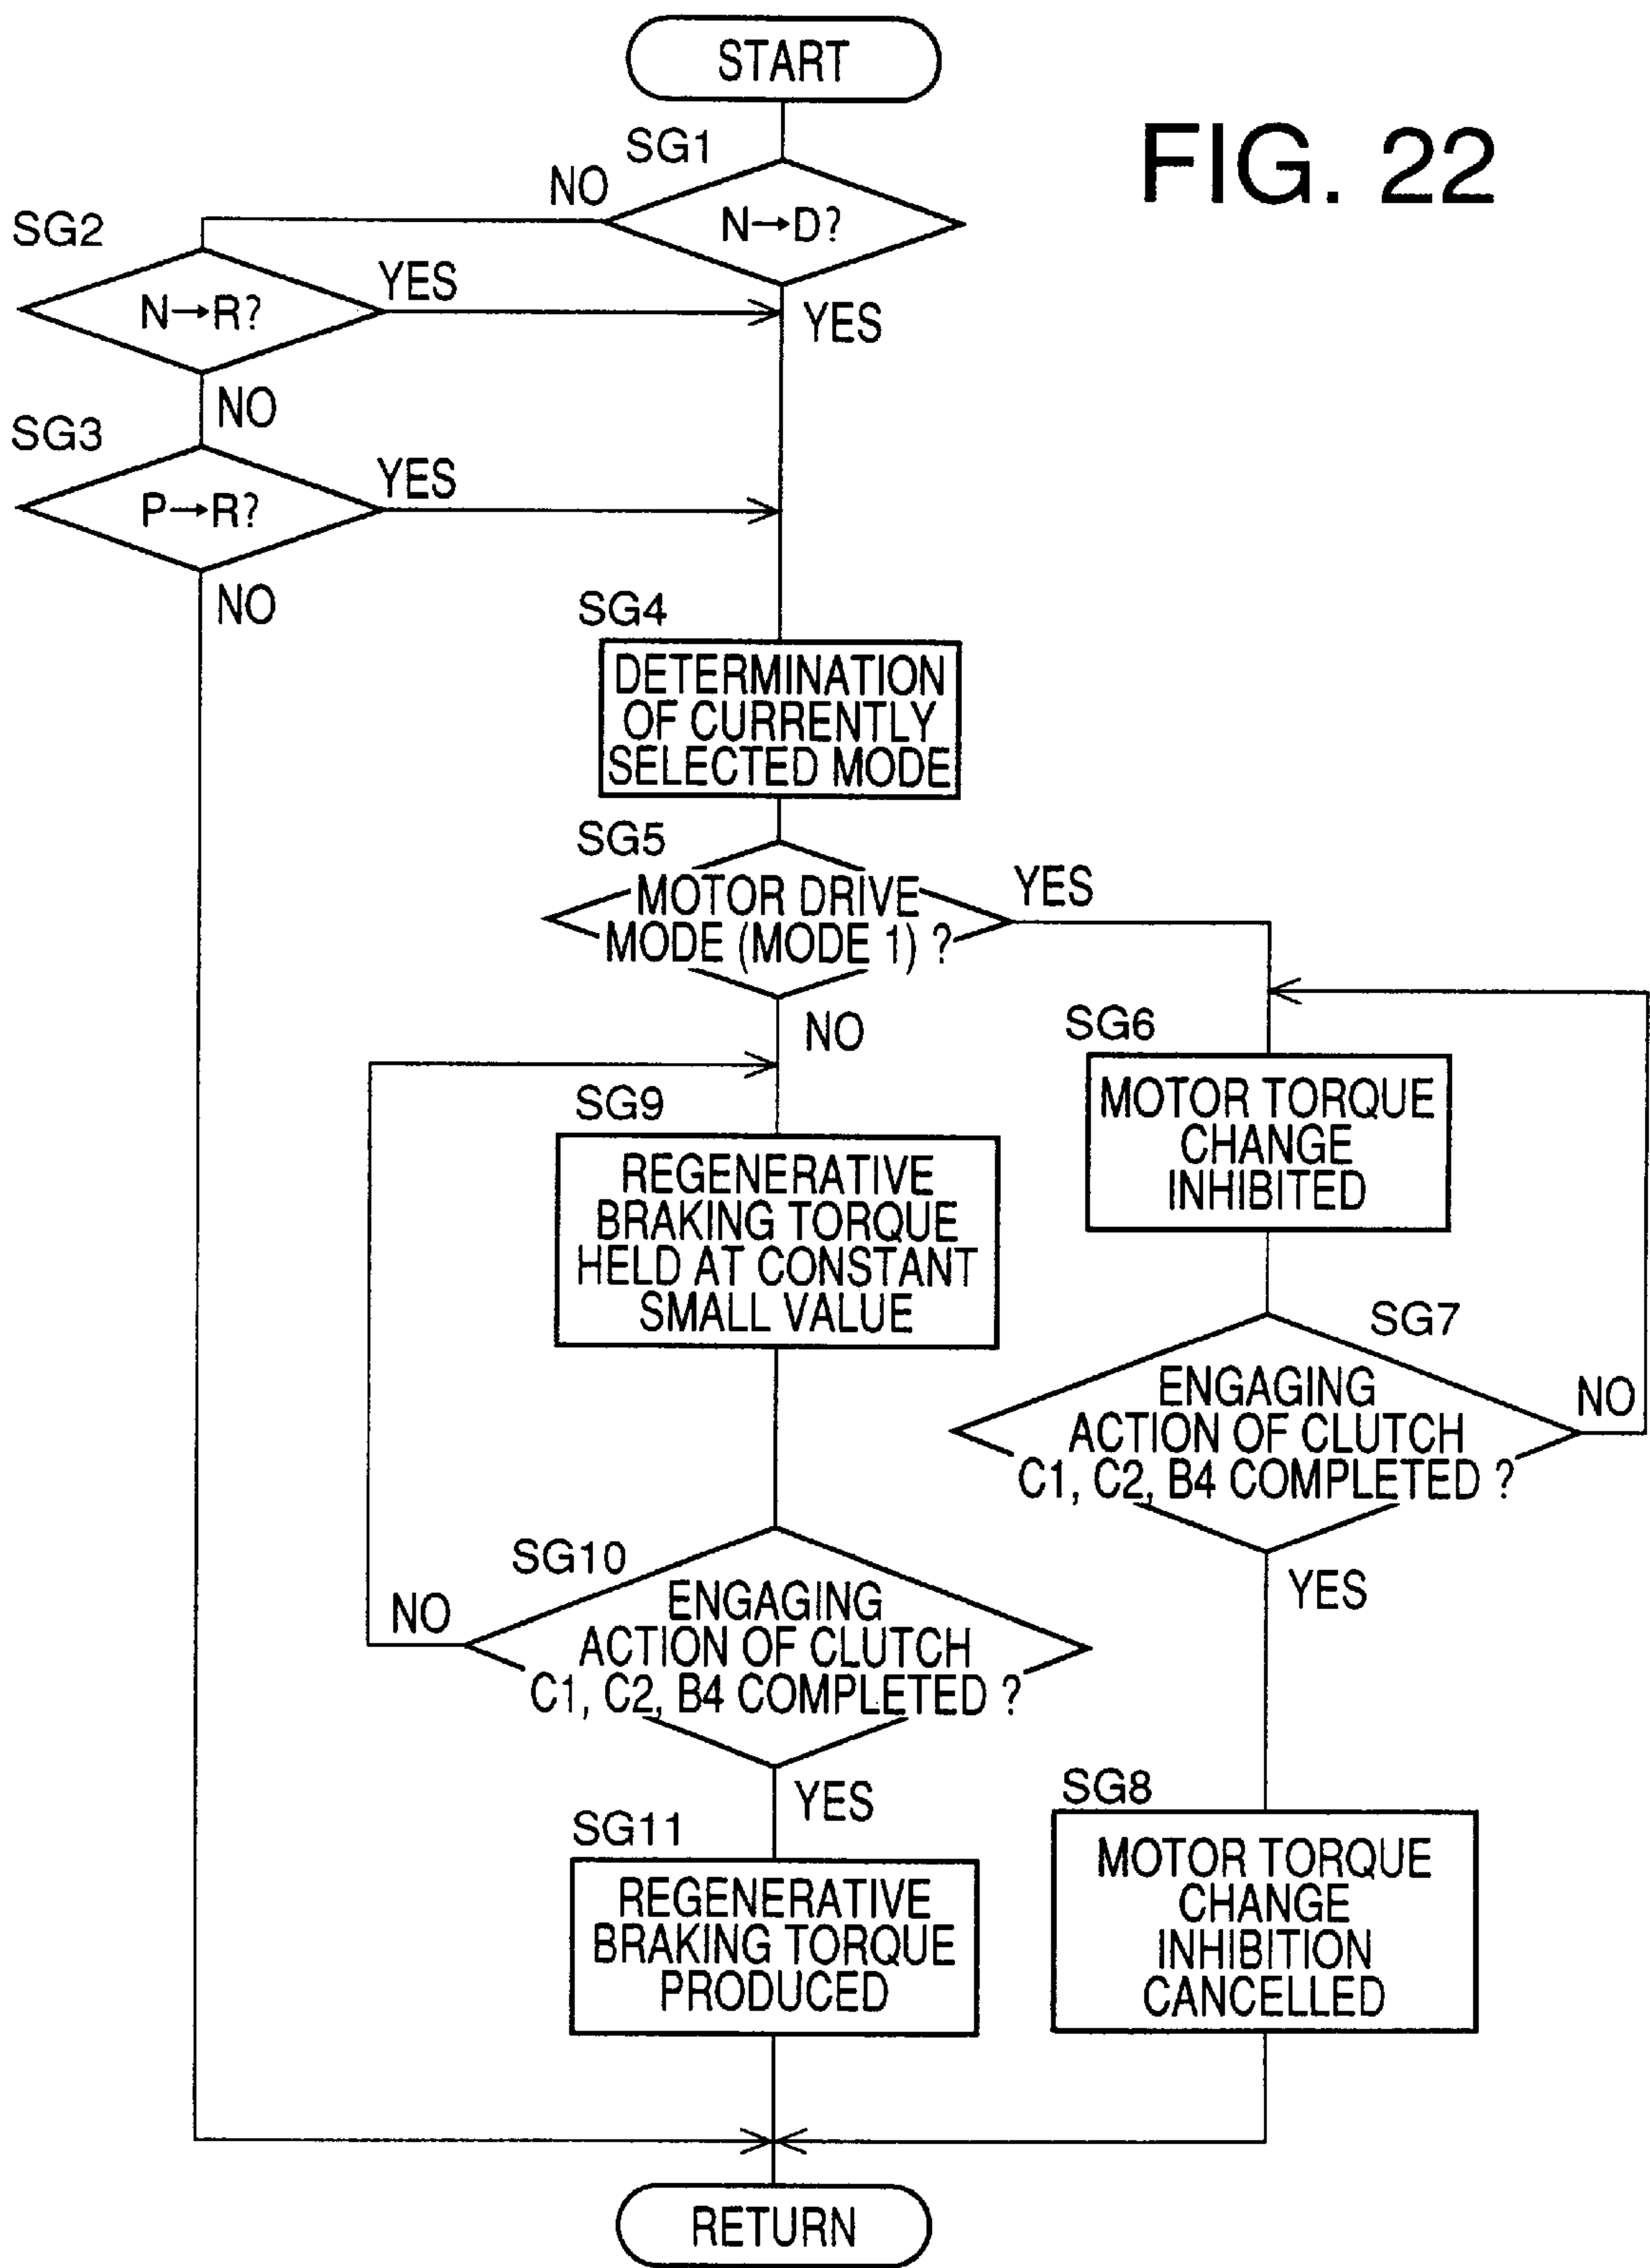 START
FIG. 22
SG1
NO
N→D?
YES
SG2
N→R?
YES
NO
SG3
P→R?
YES
NO
SG4
DETERMINATION
OF CURRENTLY
SELECTED MODE
SG5
MOTOR DRIVE
MODE (MODE 1) ?
YES
NO
SG6
MOTOR TORQUE
CHANGE
INHIBITED
SG9
REGENERATIVE
BRAKING TORQUE
HELD AT CONSTANT
SMALL VALUE
SG7
ENGAGING
ACTION OF CLUTCH
C1, C2, B4 COMPLETED ?
NO
YES
SG10
ENGAGING
ACTION OF CLUTCH
C1, C2, B4 COMPLETED ?
NO
YES
SG8
MOTOR TORQUE
CHANGE
INHIBITION
CANCELLED
SG11
REGENERATIVE
BRAKING TORQUE
PRODUCED
RETURN